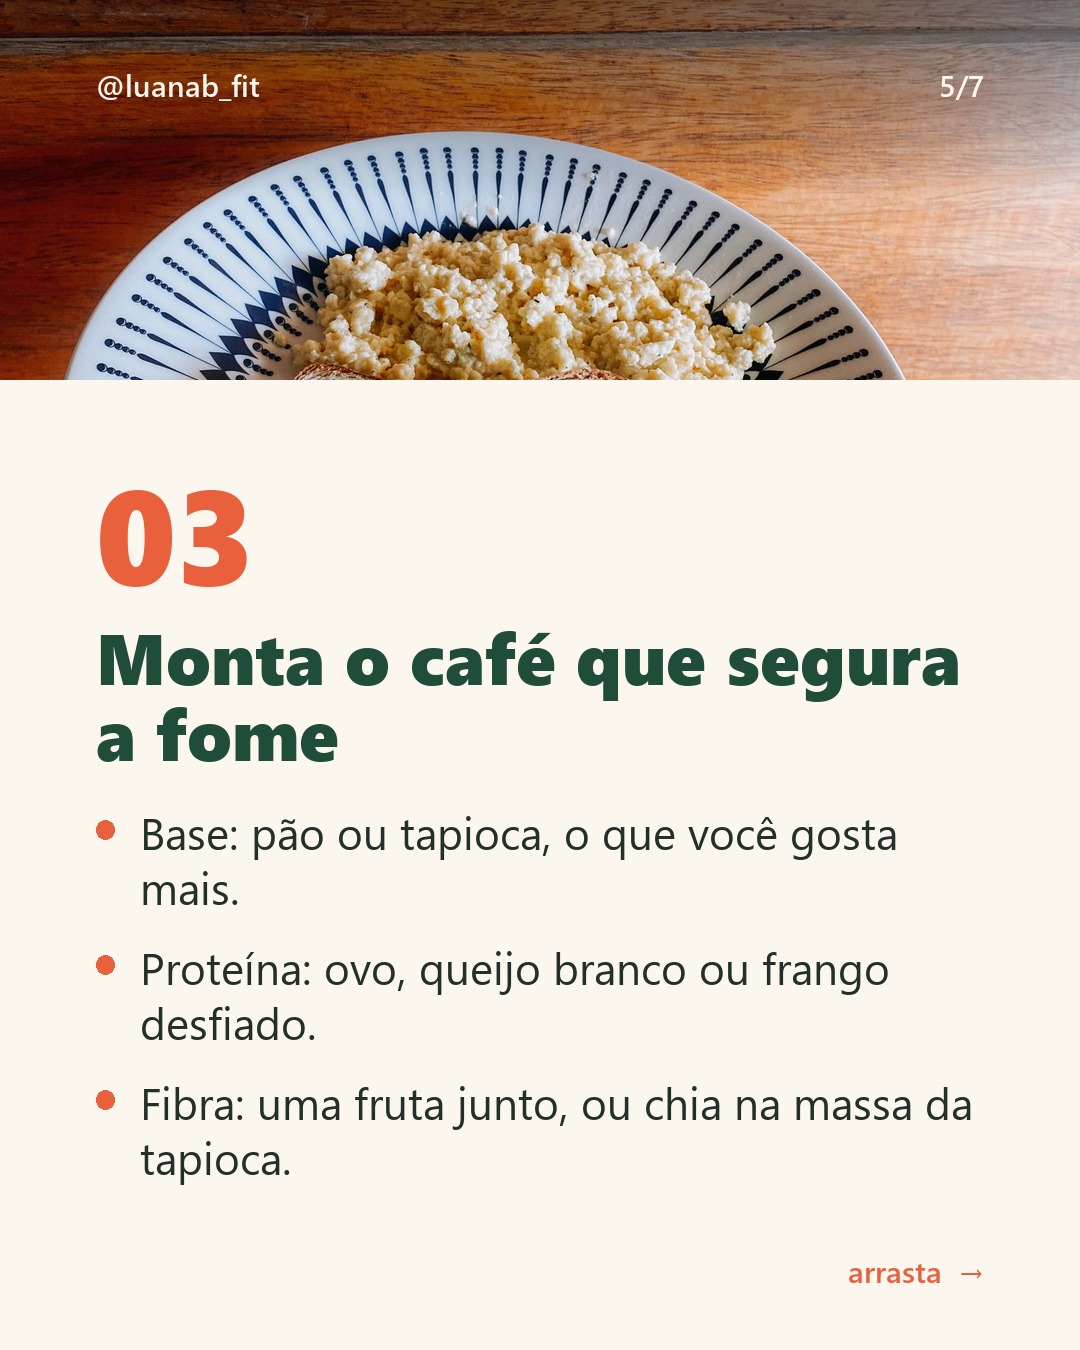 @luanab_fit
5/7
03
Monta o café que segura
a fome
Base: pão ou tapioca, o que você gosta
mais.
Proteína: ovo, queijo branco ou frango
desfiado.
Fibra: uma fruta junto, ou chia na massa da
tapioca.
arrasta →